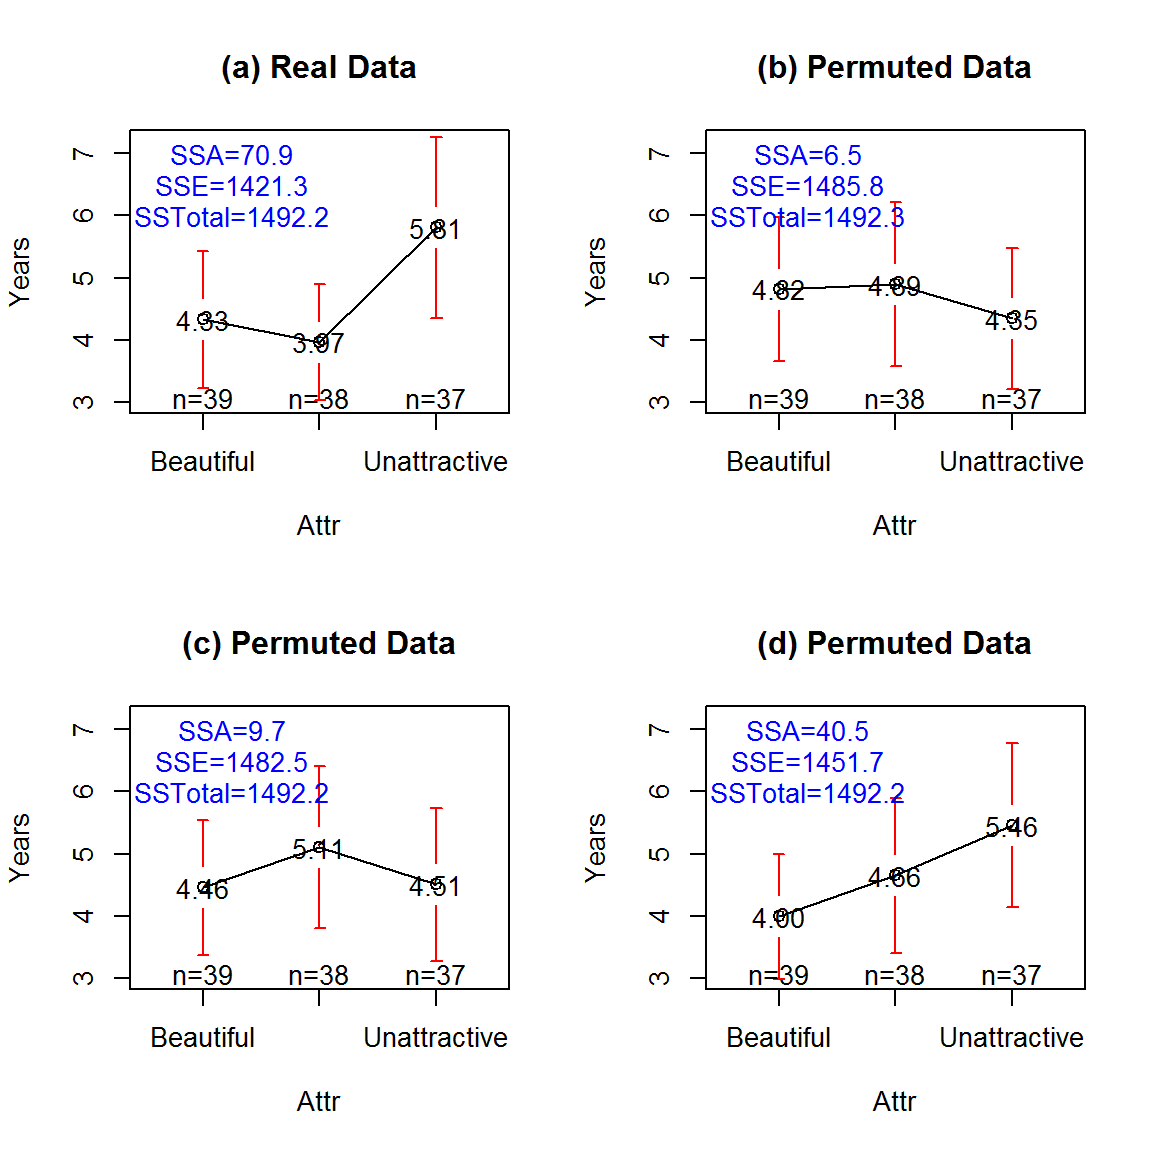 (a) Real Data
SSA=70.9
SSE=1421.3
SSTotal=1492.2
Years
3
4
5
6
7
4.33
3.97
5.81
n=39
n=38
n=37
Beautiful
Unattractive
Attr
(b) Permuted Data
SSA=6.5
SSE=1485.8
SSTotal=1492.3
Years
3
4
5
6
7
4.82
4.89
4.35
n=39
n=38
n=37
Beautiful
Unattractive
Attr
(c) Permuted Data
SSA=9.7
SSE=1482.5
SSTotal=1492.2
Years
3
4
5
6
7
4.46
5.11
4.51
n=39
n=38
n=37
Beautiful
Unattractive
Attr
(d) Permuted Data
SSA=40.5
SSE=1451.7
SSTotal=1492.2
Years
3
4
5
6
7
4.00
4.66
5.46
n=39
n=38
n=37
Beautiful
Unattractive
Attr